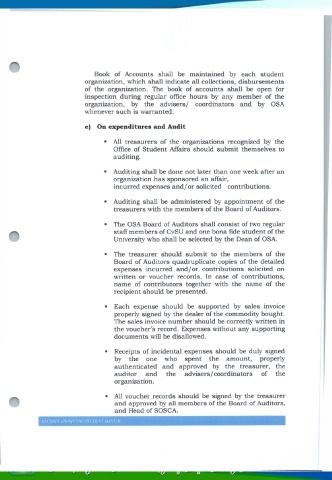 Book of Accounts shall be maintained by each student
organization, which shall indicate all collections, disbursements
of the organization. The book of accounts shall be open for
inspection during regular office hours by any member of the
organization, by the advisers/ coordinators and by OSA
whenever such is warranted.
e) On expenditures and Audit
• All treasurers of the organizations recognized by the
Office of Student Affairs should submit themselves to
auditing.
• Auditing shall be done not later than one week after an
organization has sponsored an affair,
incurred expenses and/or solicited contributions.
• Auditing shall be administered by appointment of the
treasurers with the members of the Board of Auditors.
• The OSA Board of Auditors shall consist of two regular
staff members of CvSU and one bona fide student of the
University who shall be selected by the Dean of OSA.
• The treasurer should submit to the members of the
Board of Auditors quadruplicate copies of the detailed
expenses incurred and/or contributions solicited on
written or voucher records. In case of contributions,
name of contributors together with the name of the
recipient should be presented.
• Each expense should be supported by sales invoice
properly signed by the dealer of the commodity bought.
The sales invoice number should be correctly written in
the voucher's record. Expenses without any supporting
documents will be disallowed.
• Receipts of incidental expenses should be duly signed
by the one who spent the amount, properly
authenticated and approved by the treasurer, the
auditor and the advisers/coordinators of the
organization.
• All voucher records should be signed by the treasurer
and approved by all members of the Board of Auditors,
and Head of SOSCA.